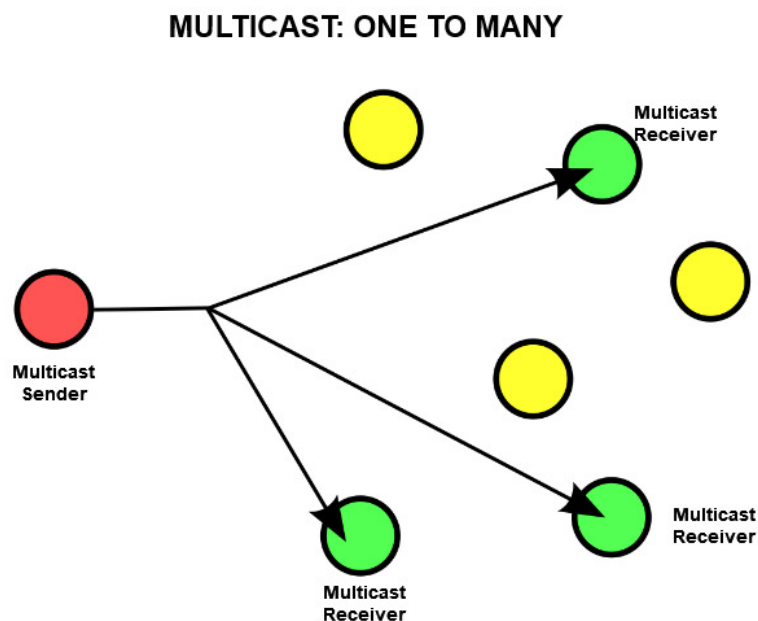 MULTICAST: ONE TO MANY
Multicast
Receiver
Multicast
Sender
Multicast
Receiver
Multicast
Receiver